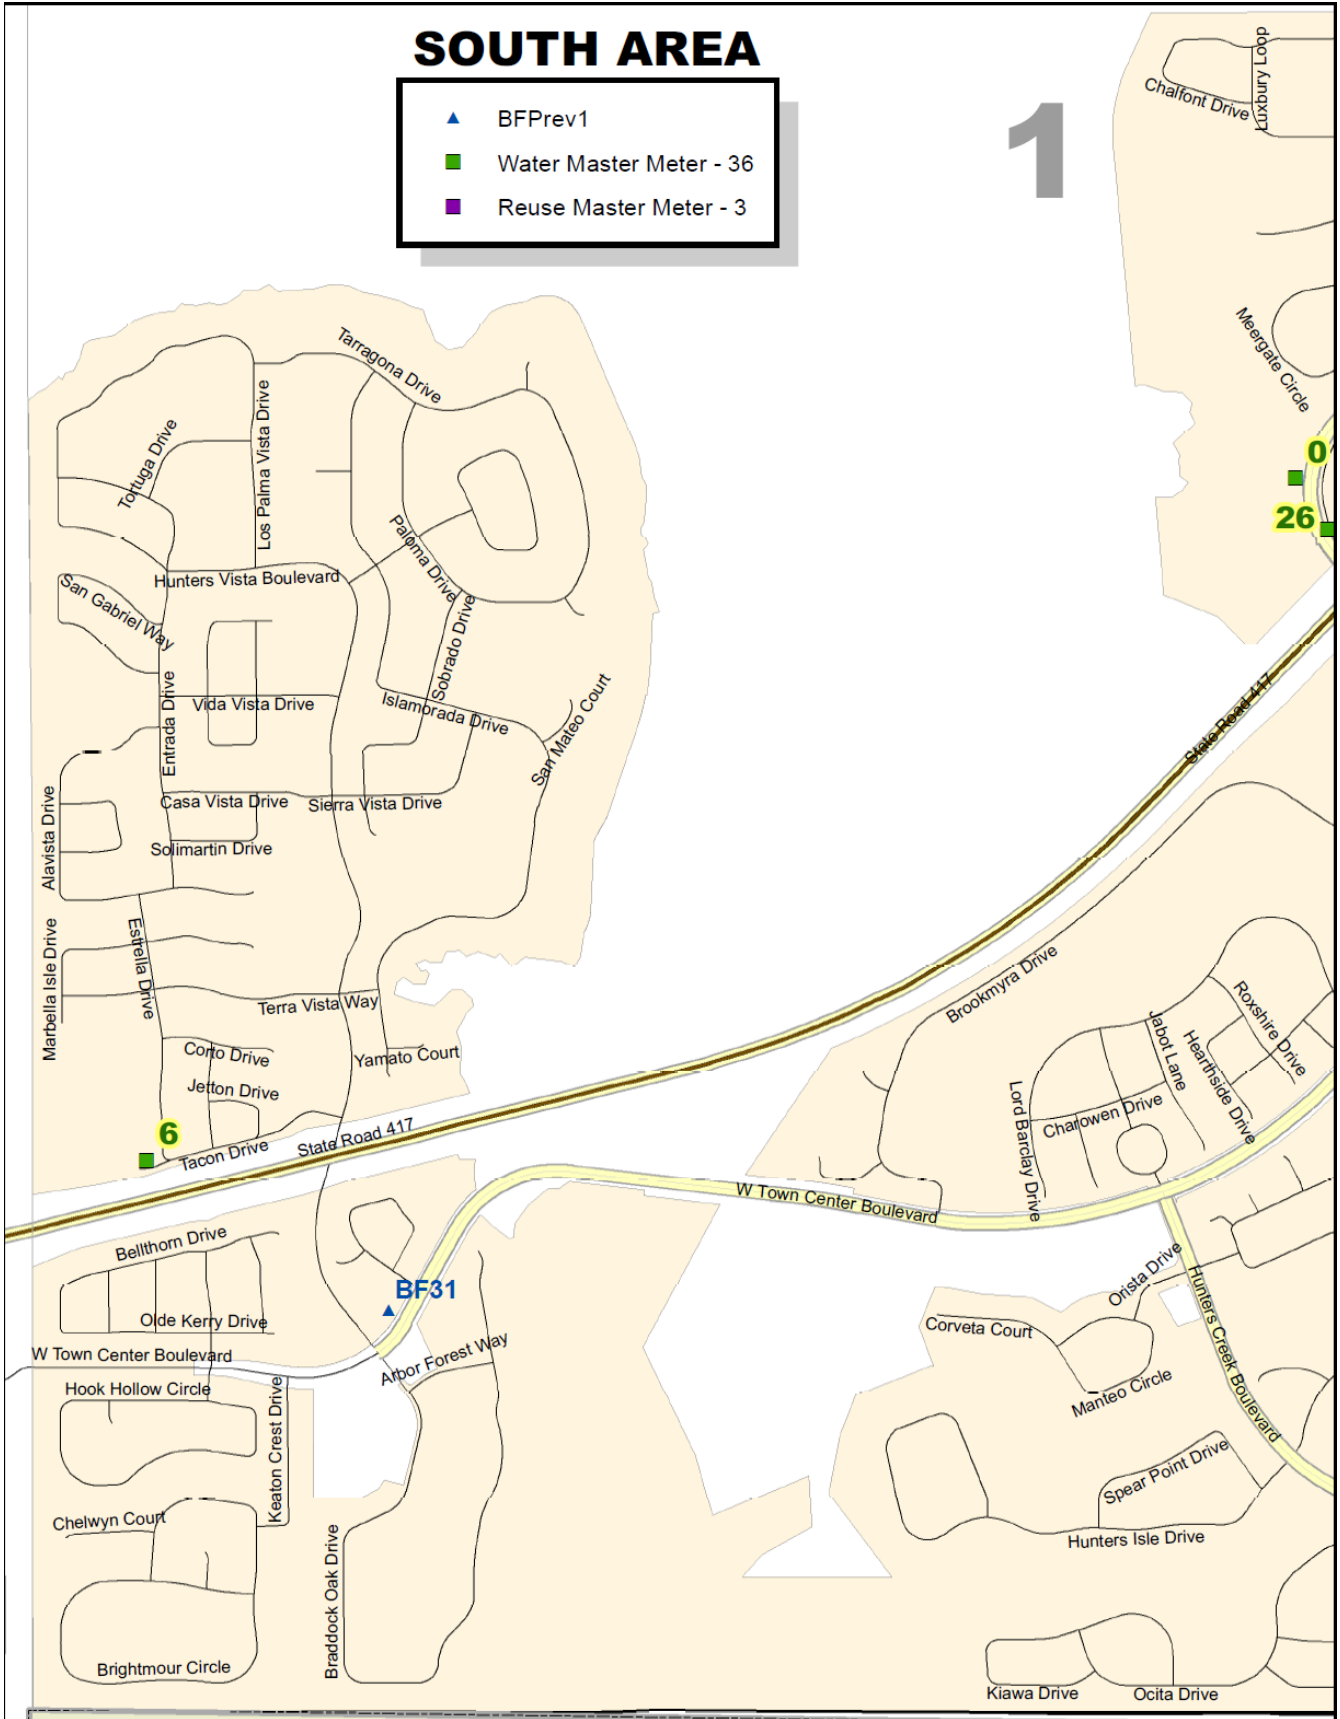 SOUTH AREA
BFPrev1
Water Master Meter - 36
Reuse Master Meter - 3
1
Luxbury Loop
Chalfont Drive
Meergate Circle
Tarragona Drive
Los Palma Vista Drive
Tortuga Drive
0
26
Paloma Drive
Hunters Vista Boulevard
San Gabriel Way
Sobrado Drive
Entrada Drive
Vida Vista Drive
Islamorada Drive
San Mateo Court
State Road 417
Casa Vista Drive
Sierra Vista Drive
Alavista Drive
Solimartin Drive
Marbella Isle Drive
Estrella Drive
Terra Vista Way
Brookmyra Drive
Roxshire Drive
Jabot Lane
Hearthside Drive
Corto Drive
Yamato Court
Jetton Drive
Lord Barclay Drive
Charowen Drive
6
Tacon Drive
State Road 417
W Town Center Boulevard
Bellthorn Drive
Orista Drive
Hunters Creek Boulevard
BF31
Olde Kerry Drive
Corveta Court
W Town Center Boulevard
Arbor Forest Way
Hook Hollow Circle
Manteo Circle
Keaton Crest Drive
Spear Point Drive
Chelwyn Court
Hunters Isle Drive
Braddock Oak Drive
Brightmour Circle
Kiawa Drive
Ocita Drive